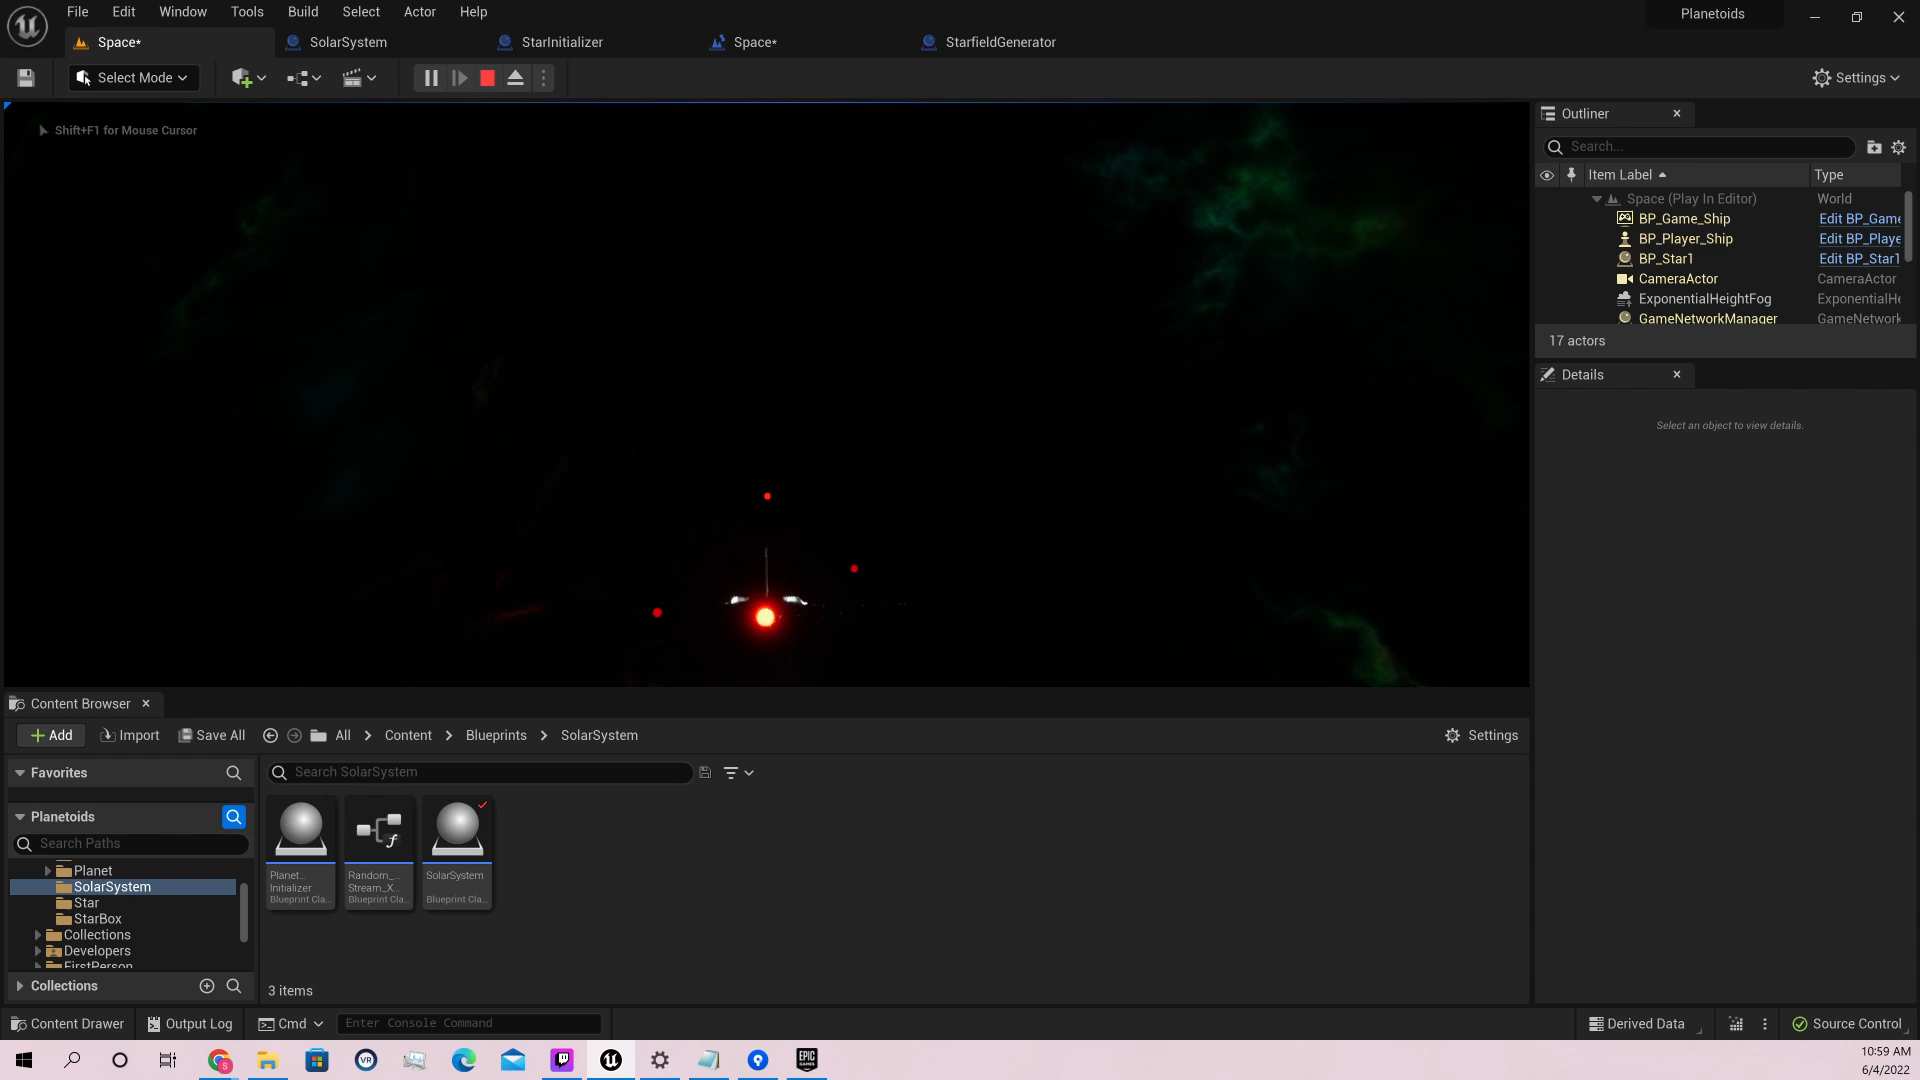 File Edit Window Tools Build Select Actor Help
Planetoids
Space* SolarSystem StarInitializer Space* StarfieldGenerator
Select Mode
Settings
Shift+F1 for Mouse Cursor
Outliner
Search...
Item Label Type
Space (Play In Editor) World
BP_Game_Ship Edit BP_Game
BP_Player_Ship Edit BP_Playe
BP_Star1 Edit BP_Star1
CameraActor CameraActor
ExponentialHeightFog ExponentialHe
GameNetworkManager GameNetwork
17 actors
Details
Select an object to view details.
Content Browser
Add Import Save All All Content Blueprints SolarSystem Settings
Favorites
Search SolarSystem
Planetoids
Search Paths
Planet
SolarSystem
Star
StarBox
Collections
Developers
FirstPerson
Collections
Planet...
Initializer
Blueprint Cla...
Random_...
Stream_X...
Blueprint Cla...
SolarSystem
Blueprint Cla...
3 items
Content Drawer Output Log Cmd Enter Console Command Derived Data Source Control
VR
EPIC
GAMES
10:59 AM
6/4/2022